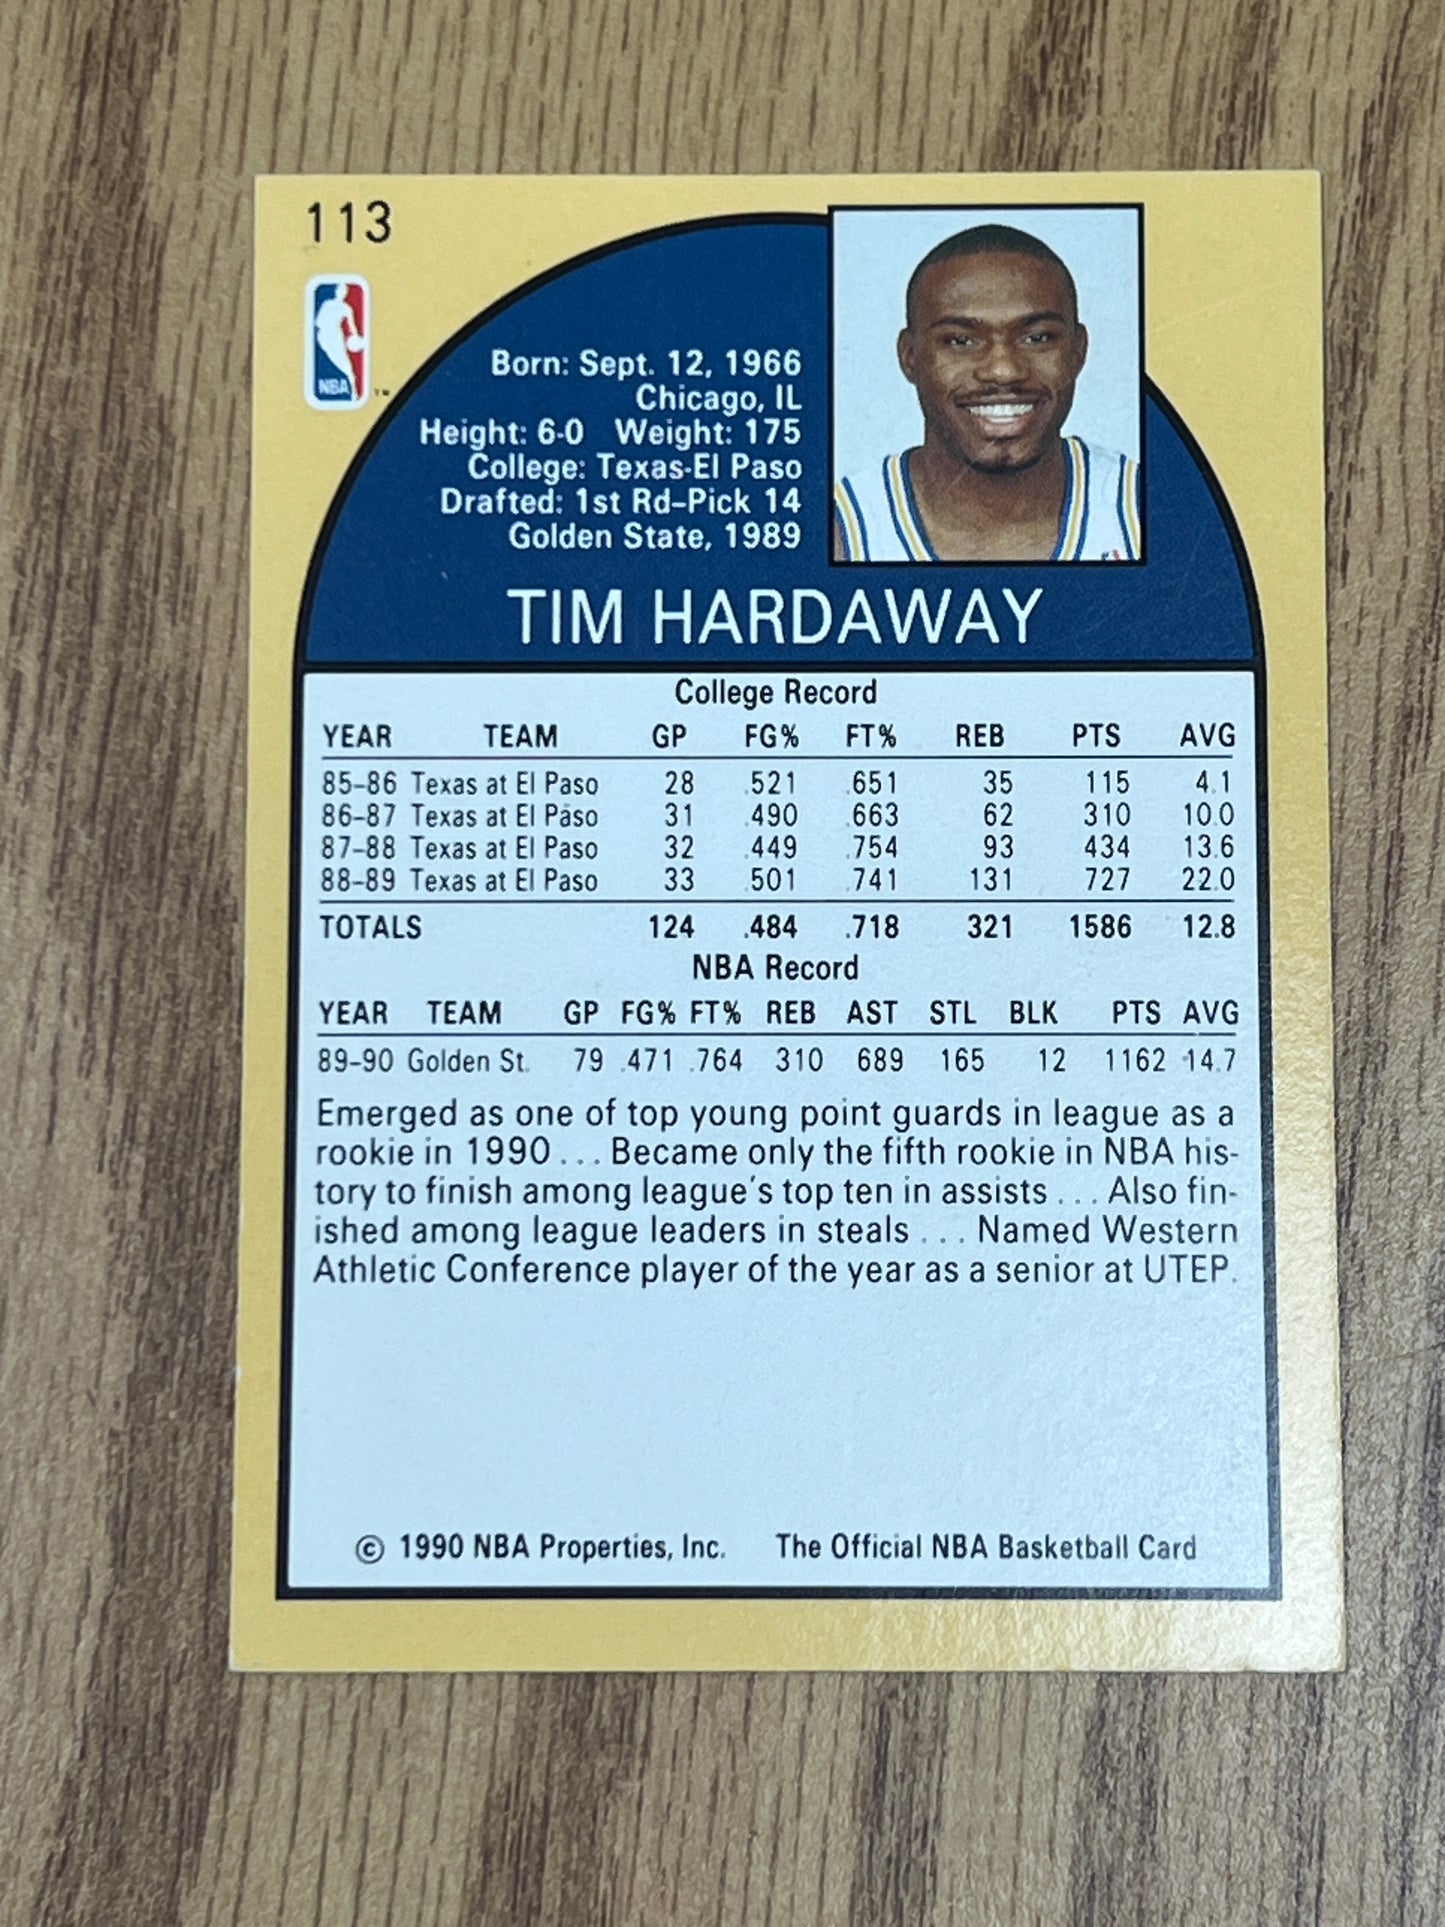 113
NBA
™
Born: Sept. 12, 1966
Chicago, IL
Height: 6-0 Weight: 175
College: Texas-El Paso
Drafted: 1st Rd-Pick 14
Golden State, 1989
TIM HARDAWAY
College Record
YEAR TEAM GP FG% FT% REB PTS AVG
85-86 Texas at El Paso 28 .521 .651 35 115 4.1
86-87 Texas at El Paso 31 .490 .663 62 310 10.0
87-88 Texas at El Paso 32 .449 .754 93 434 13.6
88-89 Texas at El Paso 33 .501 .741 131 727 22.0
TOTALS 124 .484 .718 321 1586 12.8
NBA Record
YEAR TEAM GP FG% FT% REB AST STL BLK PTS AVG
89-90 Golden St. 79 .471 .764 310 689 165 12 1162 14.7
Emerged as one of top young point guards in league as a
rookie in 1990 ... Became only the fifth rookie in NBA his-
tory to finish among league's top ten in assists ... Also fin-
ished among league leaders in steals ... Named Western
Athletic Conference player of the year as a senior at UTEP.
© 1990 NBA Properties, Inc. The Official NBA Basketball Card